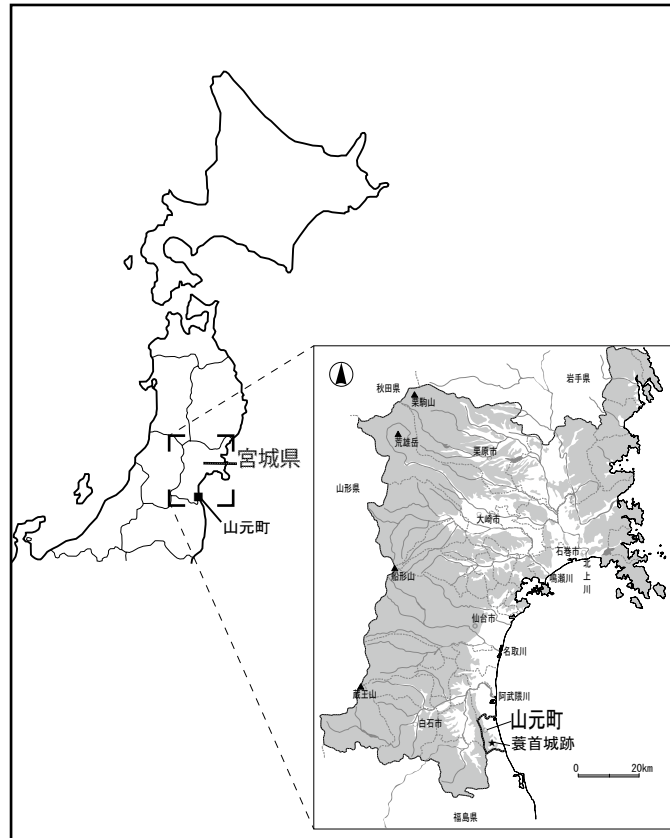 宮城県
山元町
秋田県
岩手県
栗駒山
荒雄岳
栗原市
山形県
大崎市
石巻市
北上川
鳴瀬川
船形山
仙台市
名取川
蔵王山
阿武隈川
白石市
山元町
蓑首城跡
0 20km
福島県